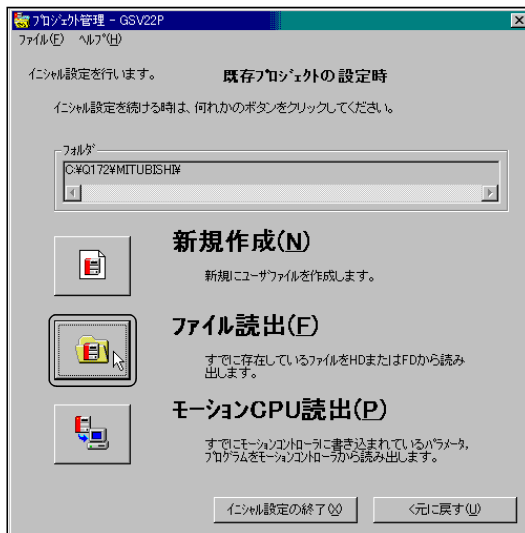 ﾌﾟﾛｼﾞｪｸﾄ管理 - GSV22P
ﾌｧｲﾙ(F) ﾍﾙﾌﾟ(H)
ｲﾆｼｬﾙ設定を行います。 既存ﾌﾟﾛｼﾞｪｸﾄの設定時
ｲﾆｼｬﾙ設定を続ける時は、何れかのボタンをクリックしてください。
ﾌｫﾙﾀﾞ
C:¥Q172¥MITUBISHI¥
新規作成(N)
新規にユーザファイルを作成します。
ファイル読出(F)
すでに存在しているファイルをHDまたはFDから読み
出します。
モーションCPU読出(P)
すでにモーションコントローラに書き込まれているパラメータ,
プログラムをモーションコントローラから読み出します。
ｲﾆｼｬﾙ設定の終了(X) <元に戻す(U)